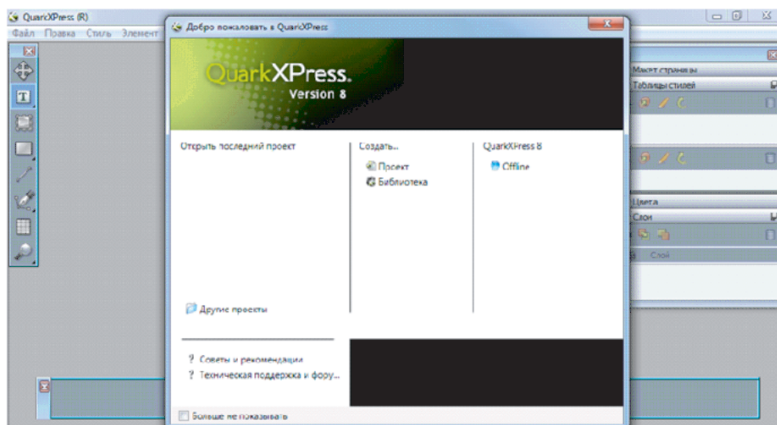 QuarkXPress (R)
Файл Правка Стиль Элемент
Добро пожаловать в QuarkXPress
QuarkXPress.
Version 8
Открыть последний проект
Создать...
Проект
Библиотека
QuarkXPress 8
Offline
Другие проекты
? Советы и рекомендации
? Техническая поддержка и фору...
Больше не показывать
Макет страницы
Таблицы стилей
Цвета
Слои
Слой